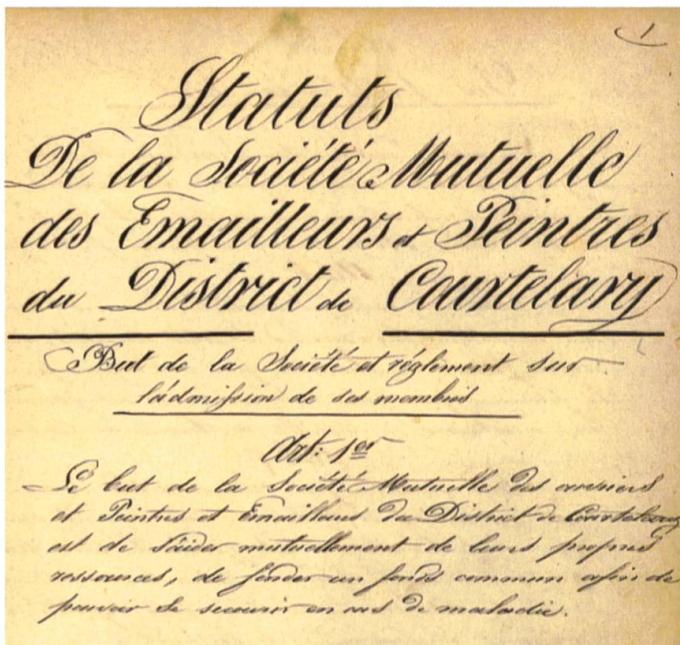 1
Statuts
De la Société Mutuelle
des Emailleurs et Peintres
du District de Courtelary
But de la Société et réglement sur
l'admission de ses membres
Art: 1er
Le but de la Société Mutuelle des ouvriers
et Peintres et Emailleurs du District de Courtelary
est de s'aider mutuellement de leurs propres
ressources, de fonder un fonds commun afin de
pouvoir se secourir en cas de maladie.